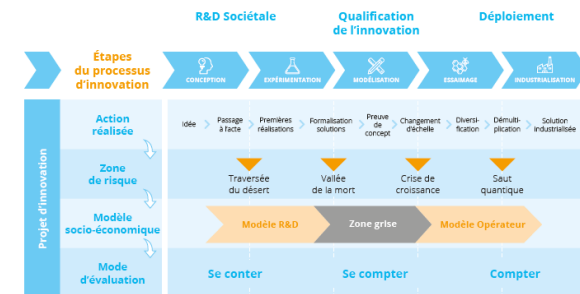 R&D Sociétale
Qualification
de l'innovation
Déploiement
Étapes
du processus
d'innovation
CONCEPTION
EXPÉRIMENTATION
MODÉLISATION
ESSAIMAGE
INDUSTRIALISATION
Projet d'innovation
Action
réalisée
Idée
Passage
à l'acte
Premières
réalisations
Formalisation
solutions
Preuve
de
concept
Changement
d'échelle
Diversi-
fication
Démulti-
plication
Solution
industrialisée
Zone
de risque
Traversée
du désert
Vallée
de la mort
Crise de
croissance
Saut
quantique
Modèle
socio-économique
Modèle R&D
Zone grise
Modèle Opérateur
Mode
d'évaluation
Se conter
Se compter
Compter